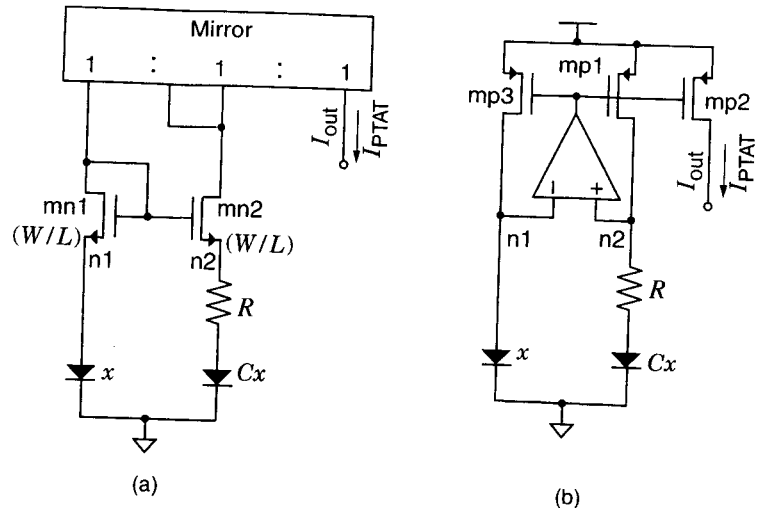 Mirror
1 : 1 : 1
I_out
I_PTAT
mn1
mn2
(W/L)
(W/L)
n1
n2
R
x
Cx
(a)
mp3
mp1
mp2
I_out
I_PTAT
− +
n1
n2
R
x
Cx
(b)